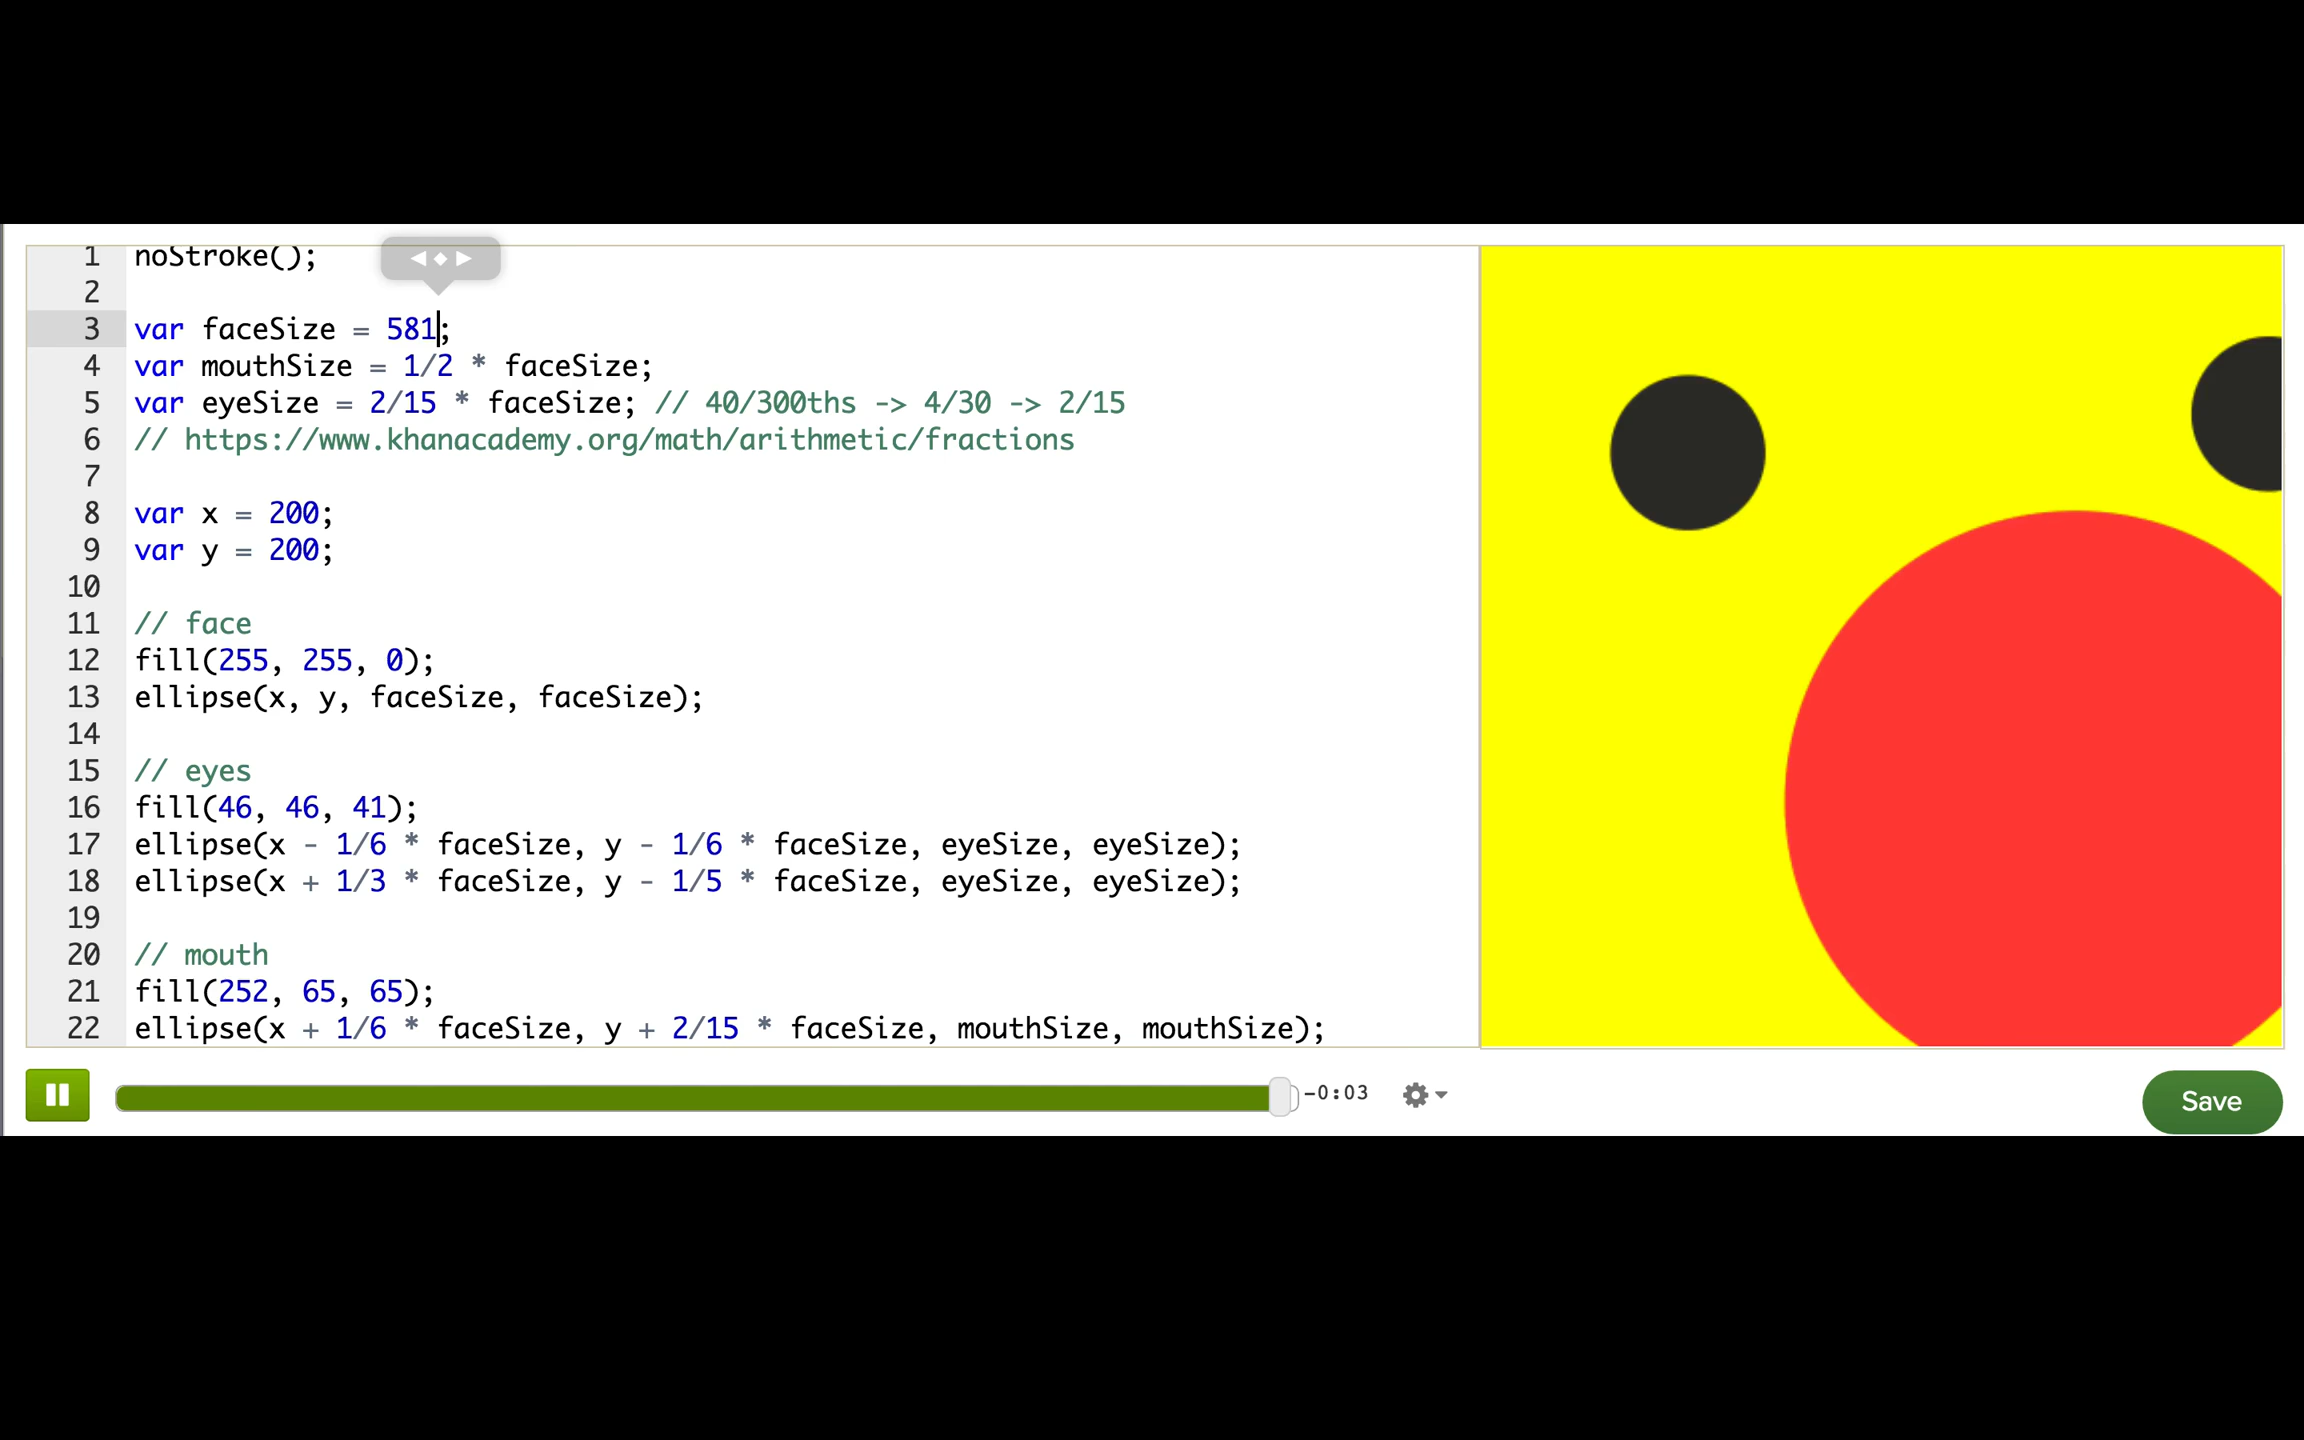 1 noStroke();
2
3 var faceSize = 581;
4 var mouthSize = 1/2 * faceSize;
5 var eyeSize = 2/15 * faceSize; // 40/300ths -> 4/30 -> 2/15
6 // https://www.khanacademy.org/math/arithmetic/fractions
7
8 var x = 200;
9 var y = 200;
10
11 // face
12 fill(255, 255, 0);
13 ellipse(x, y, faceSize, faceSize);
14
15 // eyes
16 fill(46, 46, 41);
17 ellipse(x - 1/6 * faceSize, y - 1/6 * faceSize, eyeSize, eyeSize);
18 ellipse(x + 1/3 * faceSize, y - 1/5 * faceSize, eyeSize, eyeSize);
19
20 // mouth
21 fill(252, 65, 65);
22 ellipse(x + 1/6 * faceSize, y + 2/15 * faceSize, mouthSize, mouthSize);
-0:03
Save